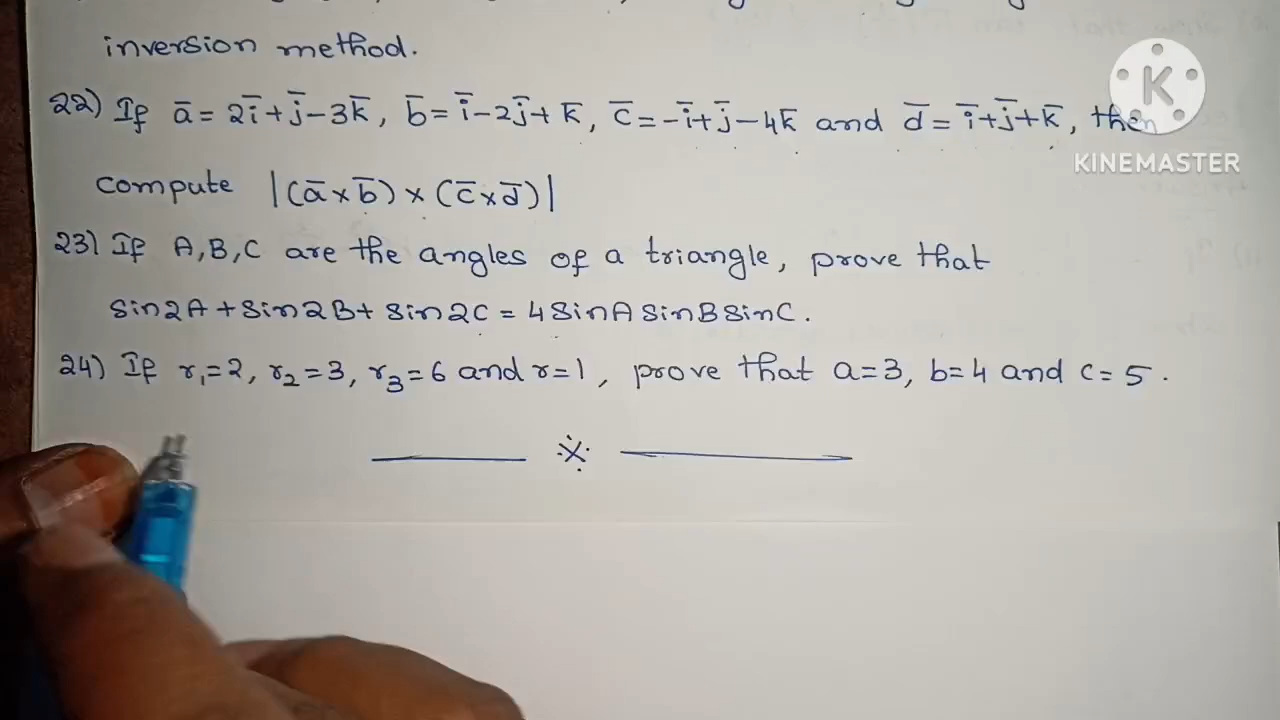 inversion method.
22) If ā = 2ī+j̄-3k̄, b̄ = ī-2j̄+k̄, c̄ = -ī+j̄-4k̄ and d̄ = ī+j̄+k̄, then
compute |(ā×b̄)×(c̄×d̄)|
23) If A,B,C are the angles of a triangle, prove that
sin2A+sin2B+sin2C = 4sinA sinB sinC.
24) If r₁=2, r₂=3, r₃=6 and r=1, prove that a=3, b=4 and c=5.
K
KINEMASTER